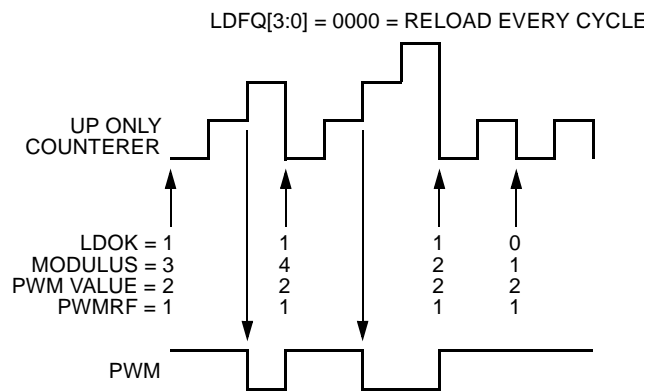 LDFQ[3:0] = 0000 = RELOAD EVERY CYCLE
UP ONLY
COUNTERER
LDOK = 1 1 1 0
MODULUS = 3 4 2 1
PWM VALUE = 2 2 2 2
PWMRF = 1 1 1 1
PWM